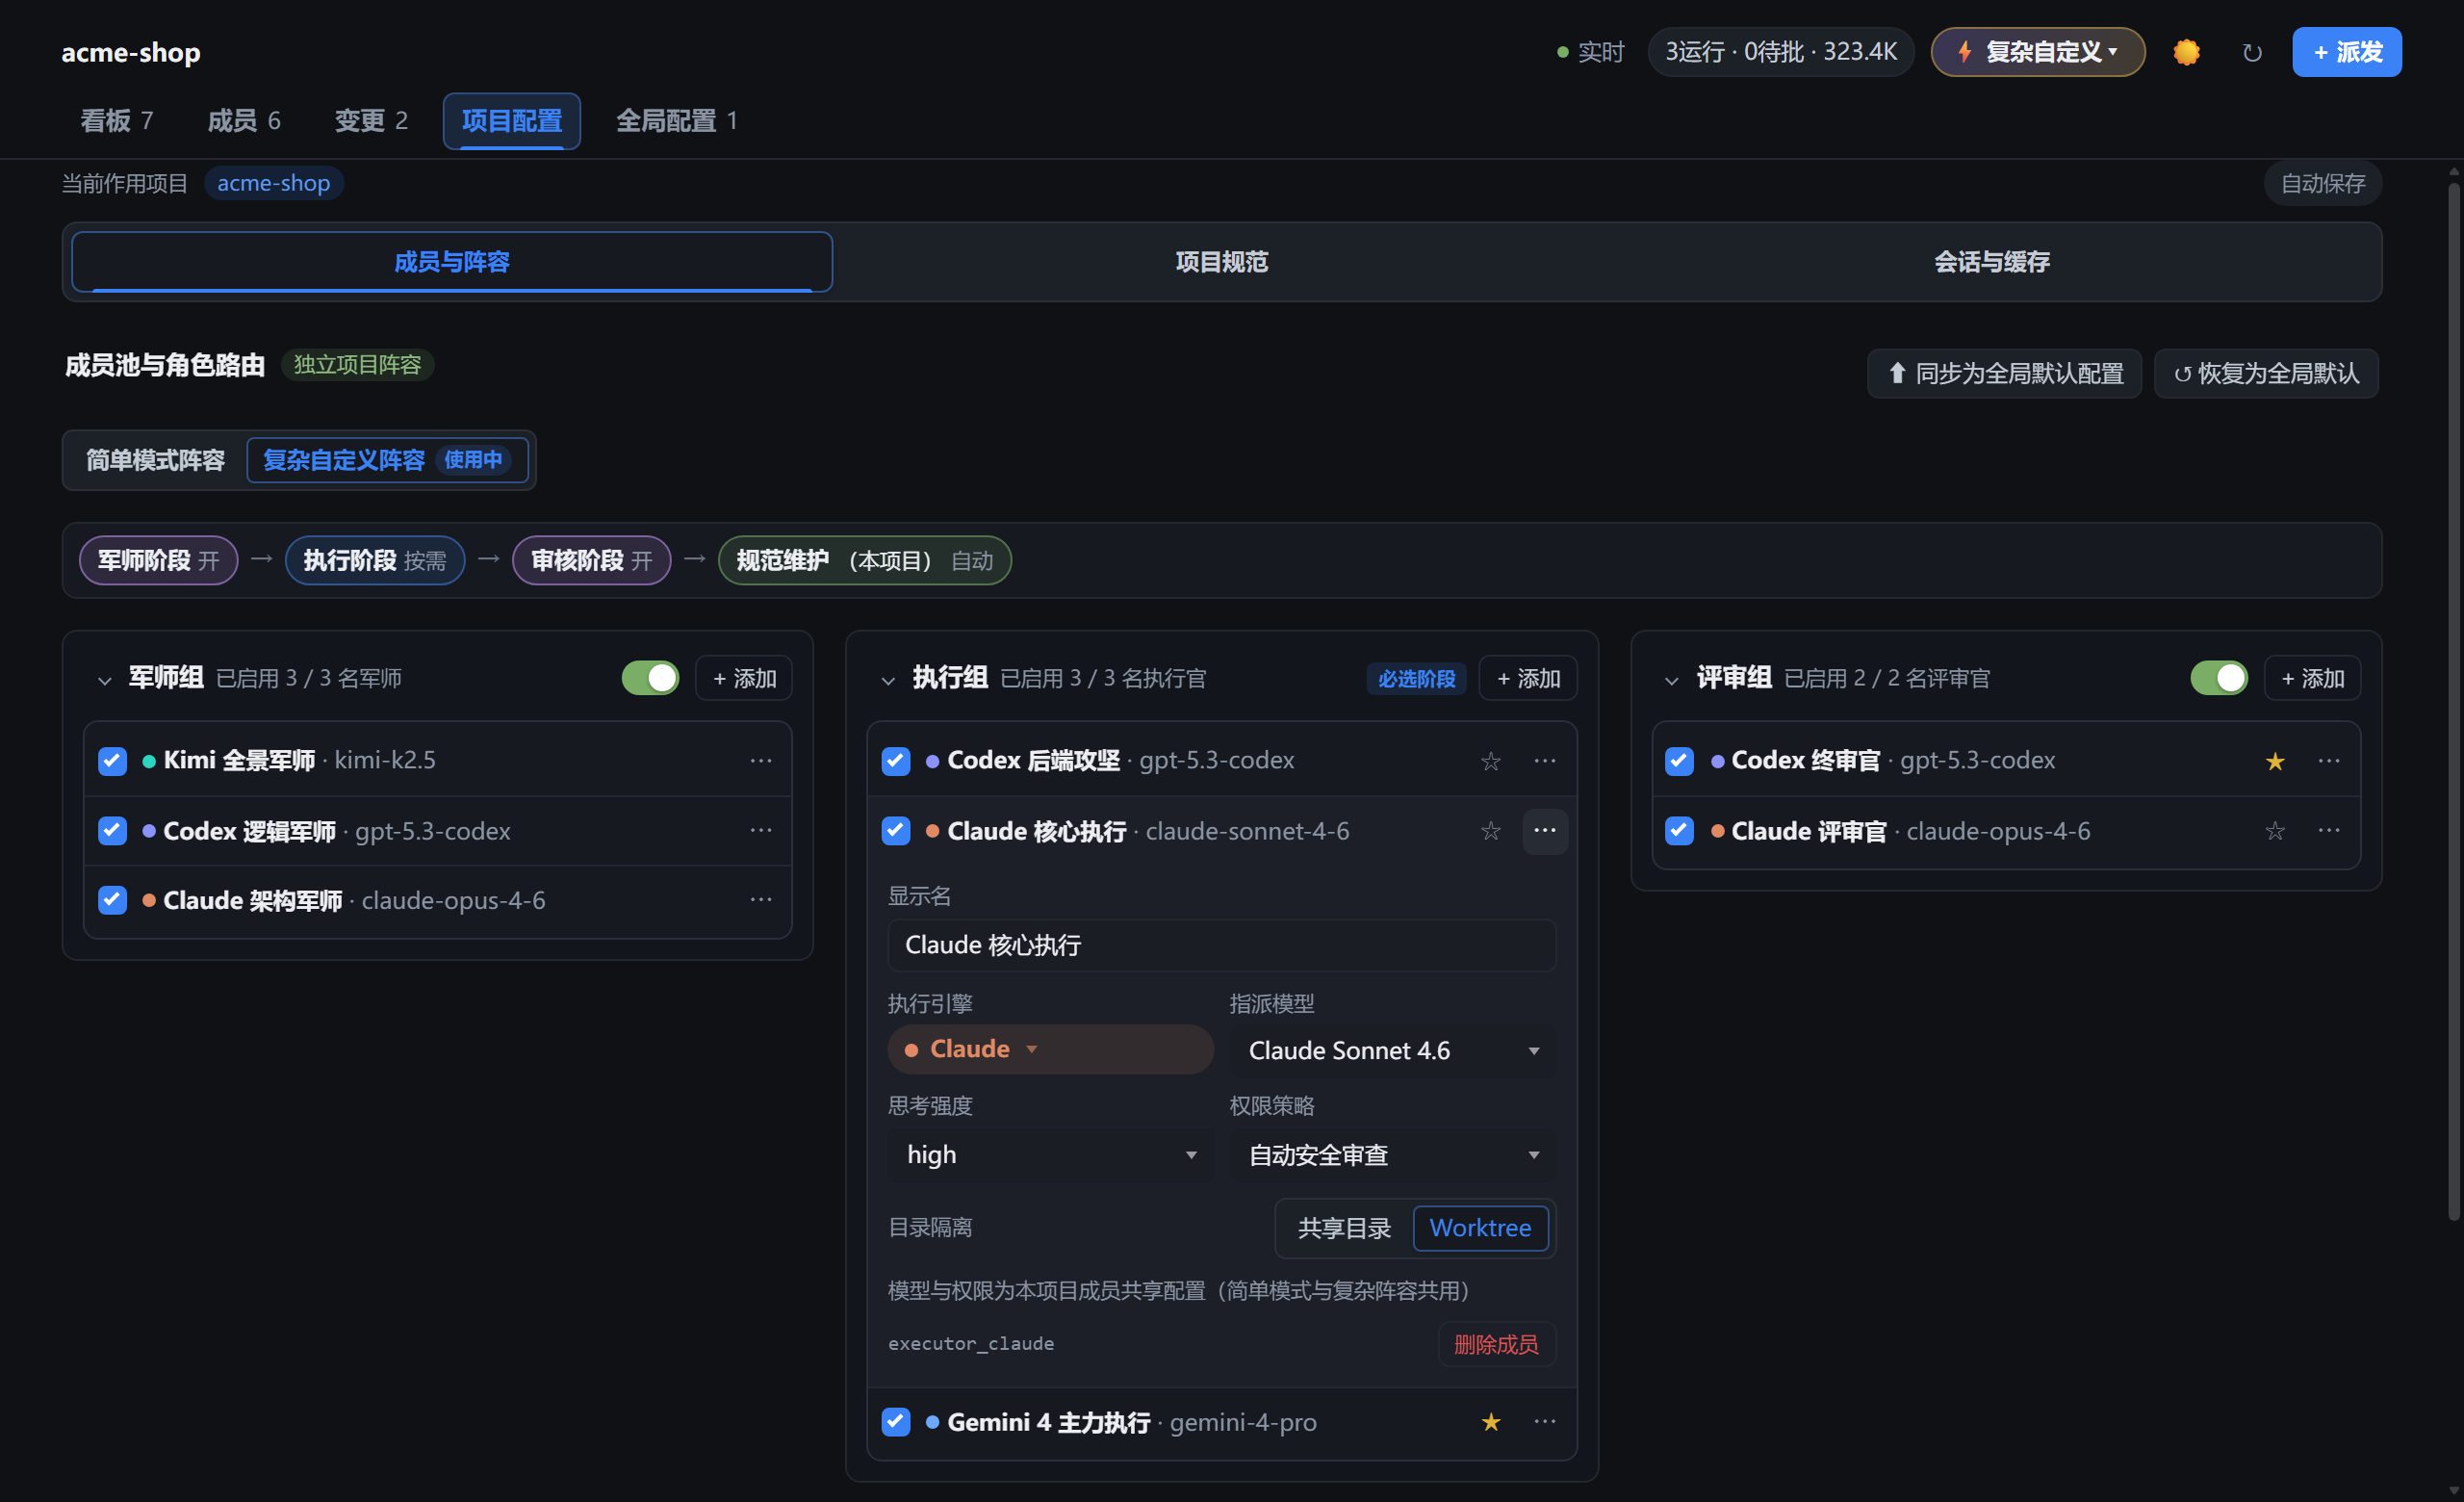 acme-shop
实时
3运行 · 0待批 · 323.4K
复杂自定义
+ 派发
看板 7
成员 6
变更 2
项目配置
全局配置 1
当前作用项目
acme-shop
自动保存
成员与阵容
项目规范
会话与缓存
成员池与角色路由
独立项目阵容
同步为全局默认配置
恢复为全局默认
简单模式阵容
复杂自定义阵容 使用中
军师阶段 开 → 执行阶段 按需 → 审核阶段 开 → 规范维护 （本项目） 自动
军师组 已启用 3 / 3 名军师
+ 添加
Kimi 全景军师 · kimi-k2.5
Codex 逻辑军师 · gpt-5.3-codex
Claude 架构军师 · claude-opus-4-6
执行组 已启用 3 / 3 名执行官
必选阶段
+ 添加
Codex 后端攻坚 · gpt-5.3-codex
Claude 核心执行 · claude-sonnet-4-6
显示名
Claude 核心执行
执行引擎
指派模型
Claude
Claude Sonnet 4.6
思考强度
权限策略
high
自动安全审查
目录隔离
共享目录
Worktree
模型与权限为本项目成员共享配置（简单模式与复杂阵容共用）
executor_claude
删除成员
Gemini 4 主力执行 · gemini-4-pro
评审组 已启用 2 / 2 名评审官
+ 添加
Codex 终审官 · gpt-5.3-codex
Claude 评审官 · claude-opus-4-6